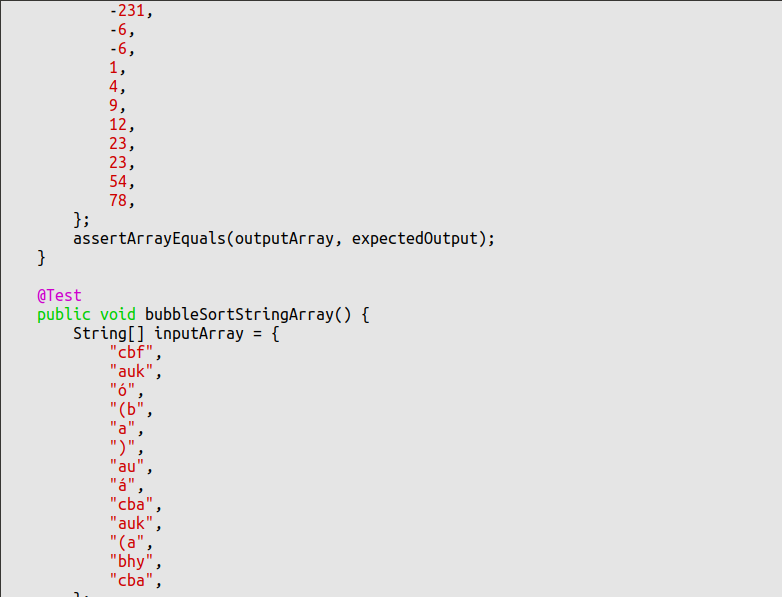 -231,
-6,
-6,
1,
4,
9,
12,
23,
23,
54,
78,
};
assertArrayEquals(outputArray, expectedOutput);
}
@Test
public void bubbleSortStringArray() {
String[] inputArray = {
"cbf",
"auk",
"ó",
"(b",
"a",
")",
"au",
"á",
"cba",
"auk",
"(a",
"bhy",
"cba",
};